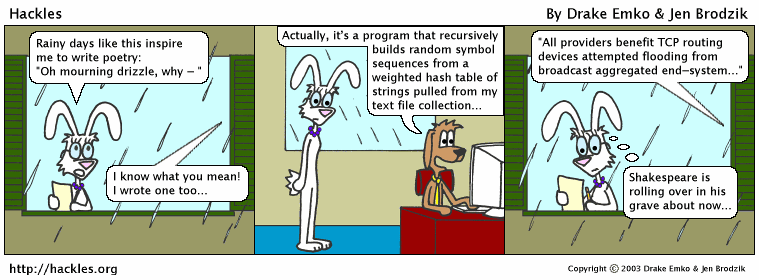 Hackles
By Drake Emko & Jen Brodzik
Rainy days like this inspire
me to write poetry:
"Oh mourning drizzle, why – "
I know what you mean!
I wrote one too...
Actually, it's a program that recursively
builds random symbol
sequences from a
weighted hash table of
strings pulled from my
text file collection...
"All providers benefit TCP routing
devices attempted flooding from
broadcast aggregated end–system..."
Shakespeare is
rolling over in his
grave about now...
http://hackles.org
Copyright © 2003 Drake Emko & Jen Brodzik